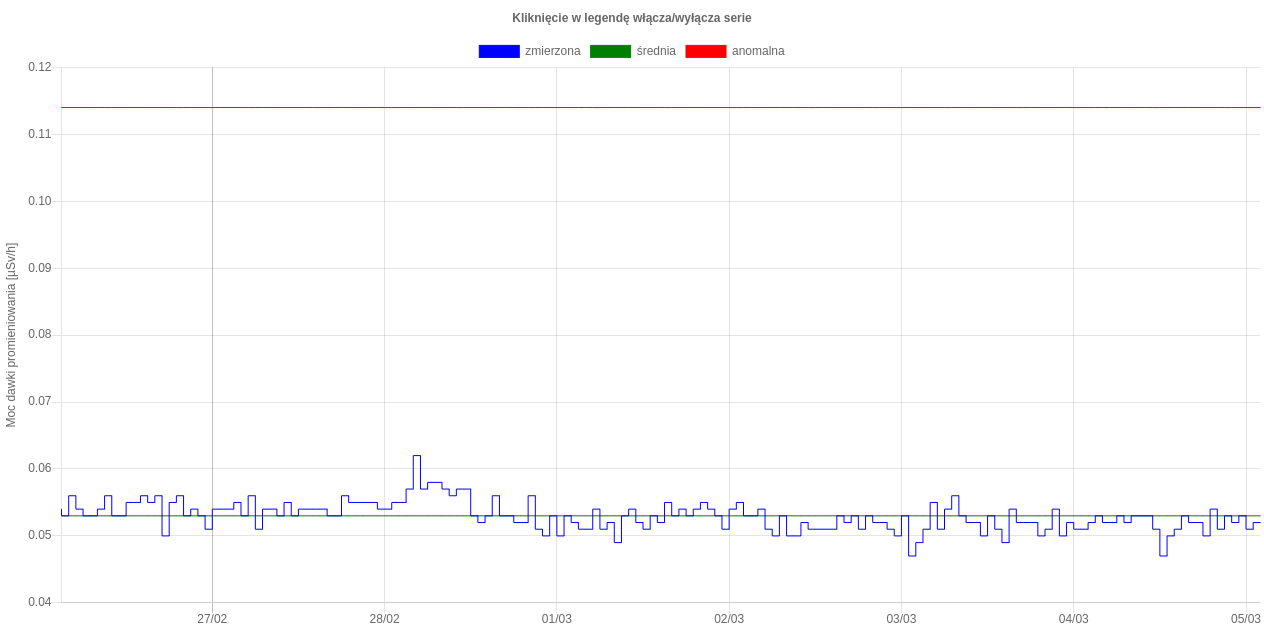 Kliknięcie w legendę włącza/wyłącza serie
zmierzona średnia anomalna
Moc dawki promieniowania [µSv/h]
0.12
0.11
0.10
0.09
0.08
0.07
0.06
0.05
0.04
27/02 28/02 01/03 02/03 03/03 04/03 05/03